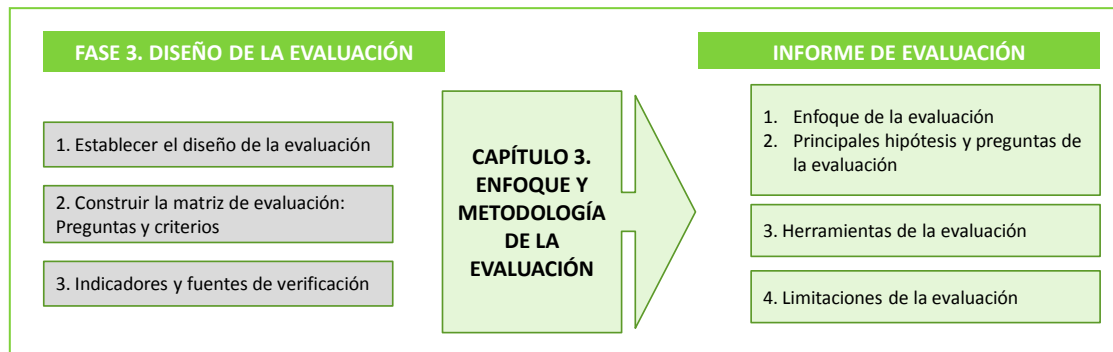 FASE 3. DISEÑO DE LA EVALUACIÓN
1. Establecer el diseño de la evaluación
2. Construir la matriz de evaluación:
Preguntas y criterios
3. Indicadores y fuentes de verificación
CAPÍTULO 3.
ENFOQUE Y
METODOLOGÍA
DE LA
EVALUACIÓN
INFORME DE EVALUACIÓN
1. Enfoque de la evaluación
2. Principales hipótesis y preguntas de
la evaluación
3. Herramientas de la evaluación
4. Limitaciones de la evaluación